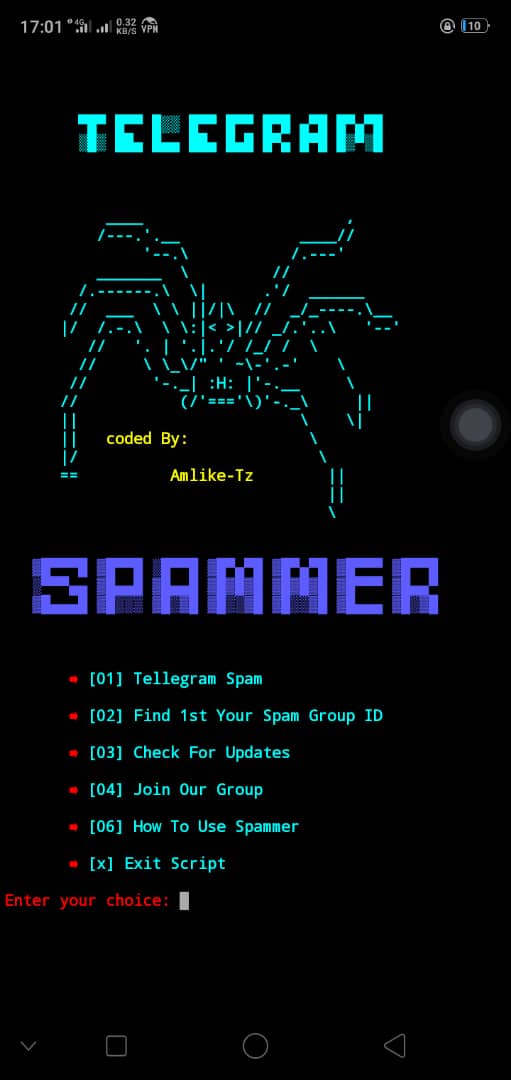 17:01 4G 0.32 KB/S VPN 10
TELEGRAM
coded By:
Amlike-Tz
SPAMMER
[01] Tellegram Spam
[02] Find 1st Your Spam Group ID
[03] Check For Updates
[04] Join Our Group
[06] How To Use Spammer
[x] Exit Script
Enter your choice: